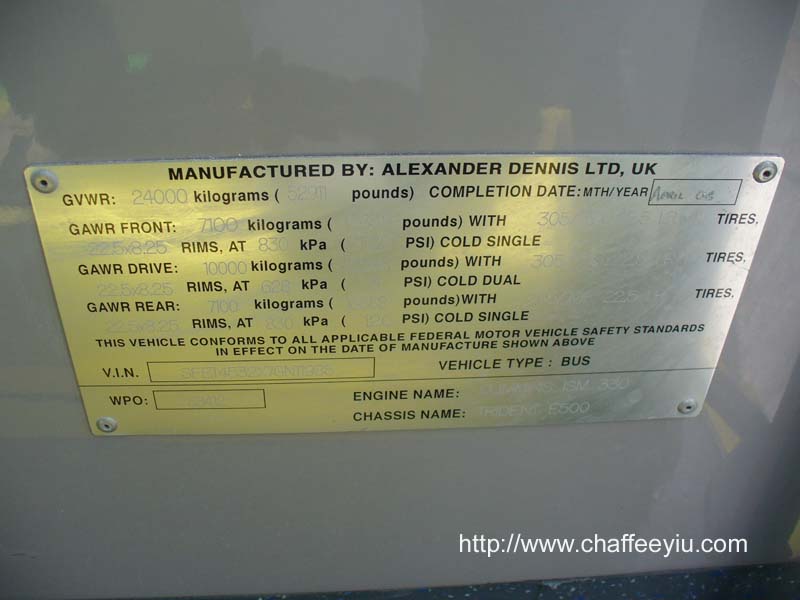 MANUFACTURED BY: ALEXANDER DENNIS LTD, UK
GVWR: 24000 kilograms ( 52911 pounds) COMPLETION DATE: MTH/YEAR
GAWR FRONT: 7100 kilograms ( pounds) WITH 305 TIRES,
22.5x8.25 RIMS, AT 830 kPa ( PSI) COLD SINGLE
GAWR DRIVE: 10000 kilograms ( pounds) WITH 305 TIRES,
22.5x8.25 RIMS, AT 628 kPa ( PSI) COLD DUAL
GAWR REAR: 7100 kilograms ( pounds)WITH TIRES,
22.5x8.25 RIMS, AT 830 kPa ( 120 PSI) COLD SINGLE
THIS VEHICLE CONFORMS TO ALL APPLICABLE FEDERAL MOTOR VEHICLE SAFETY STANDARDS
IN EFFECT ON THE DATE OF MANUFACTURE SHOWN ABOVE
V.I.N. VEHICLE TYPE : BUS
WPO: ENGINE NAME: CUMMINS ISM 330
CHASSIS NAME: TRIDENT E500
http://www.chaffeeyiu.com